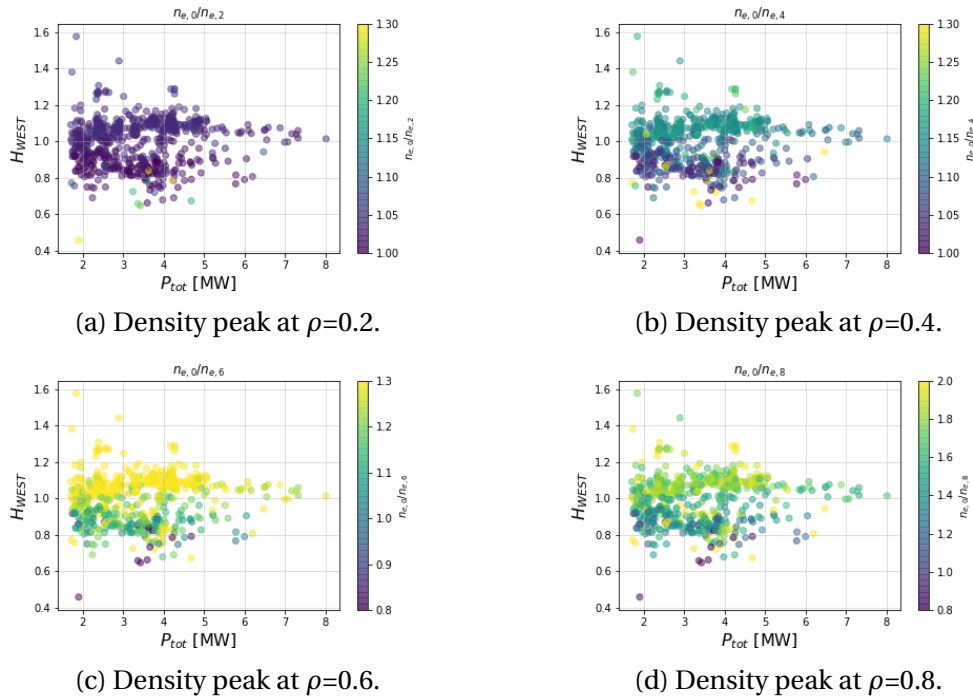 n_{e,0}/n_{e,2}
1.6
1.4
1.2
1.0
0.8
0.6
0.4
H_{WEST}
2 3 4 5 6 7 8
P_{tot} [MW]
1.30
1.25
1.20
1.15
1.10
1.05
1.00
n_{e,0}/n_{e,2}
(a) Density peak at ρ=0.2.
n_{e,0}/n_{e,4}
1.6
1.4
1.2
1.0
0.8
0.6
0.4
H_{WEST}
2 3 4 5 6 7 8
P_{tot} [MW]
1.30
1.25
1.20
1.15
1.10
1.05
1.00
n_{e,0}/n_{e,4}
(b) Density peak at ρ=0.4.
n_{e,0}/n_{e,6}
1.6
1.4
1.2
1.0
0.8
0.6
0.4
H_{WEST}
2 3 4 5 6 7 8
P_{tot} [MW]
1.3
1.2
1.1
1.0
0.9
0.8
n_{e,0}/n_{e,6}
(c) Density peak at ρ=0.6.
n_{e,0}/n_{e,8}
1.6
1.4
1.2
1.0
0.8
0.6
0.4
H_{WEST}
2 3 4 5 6 7 8
P_{tot} [MW]
2.0
1.8
1.6
1.4
1.2
1.0
0.8
n_{e,0}/n_{e,8}
(d) Density peak at ρ=0.8.